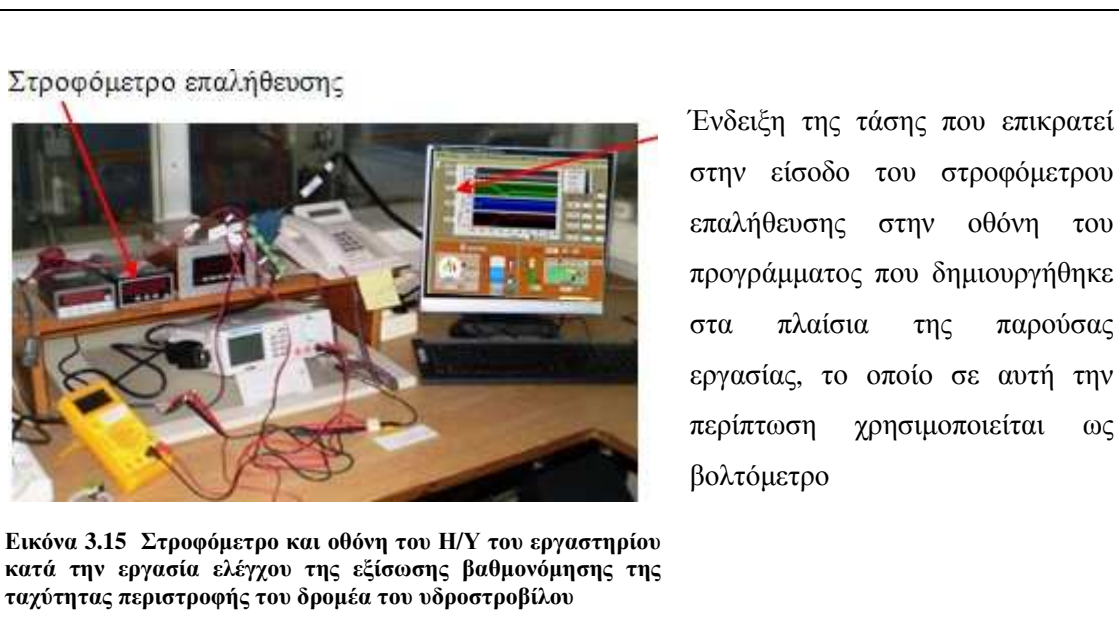 Στροφόμετρο επαλήθευσης
Ένδειξη της τάσης που επικρατεί
στην είσοδο του στροφόμετρου
επαλήθευσης στην οθόνη του
προγράμματος που δημιουργήθηκε
στα πλαίσια της παρούσας
εργασίας, το οποίο σε αυτή την
περίπτωση χρησιμοποιείται ως
βολτόμετρο
Εικόνα 3.15 Στροφόμετρο και οθόνη του Η/Υ του εργαστηρίου
κατά την εργασία ελέγχου της εξίσωσης βαθμονόμησης της
ταχύτητας περιστροφής του δρομέα του υδροστροβίλου